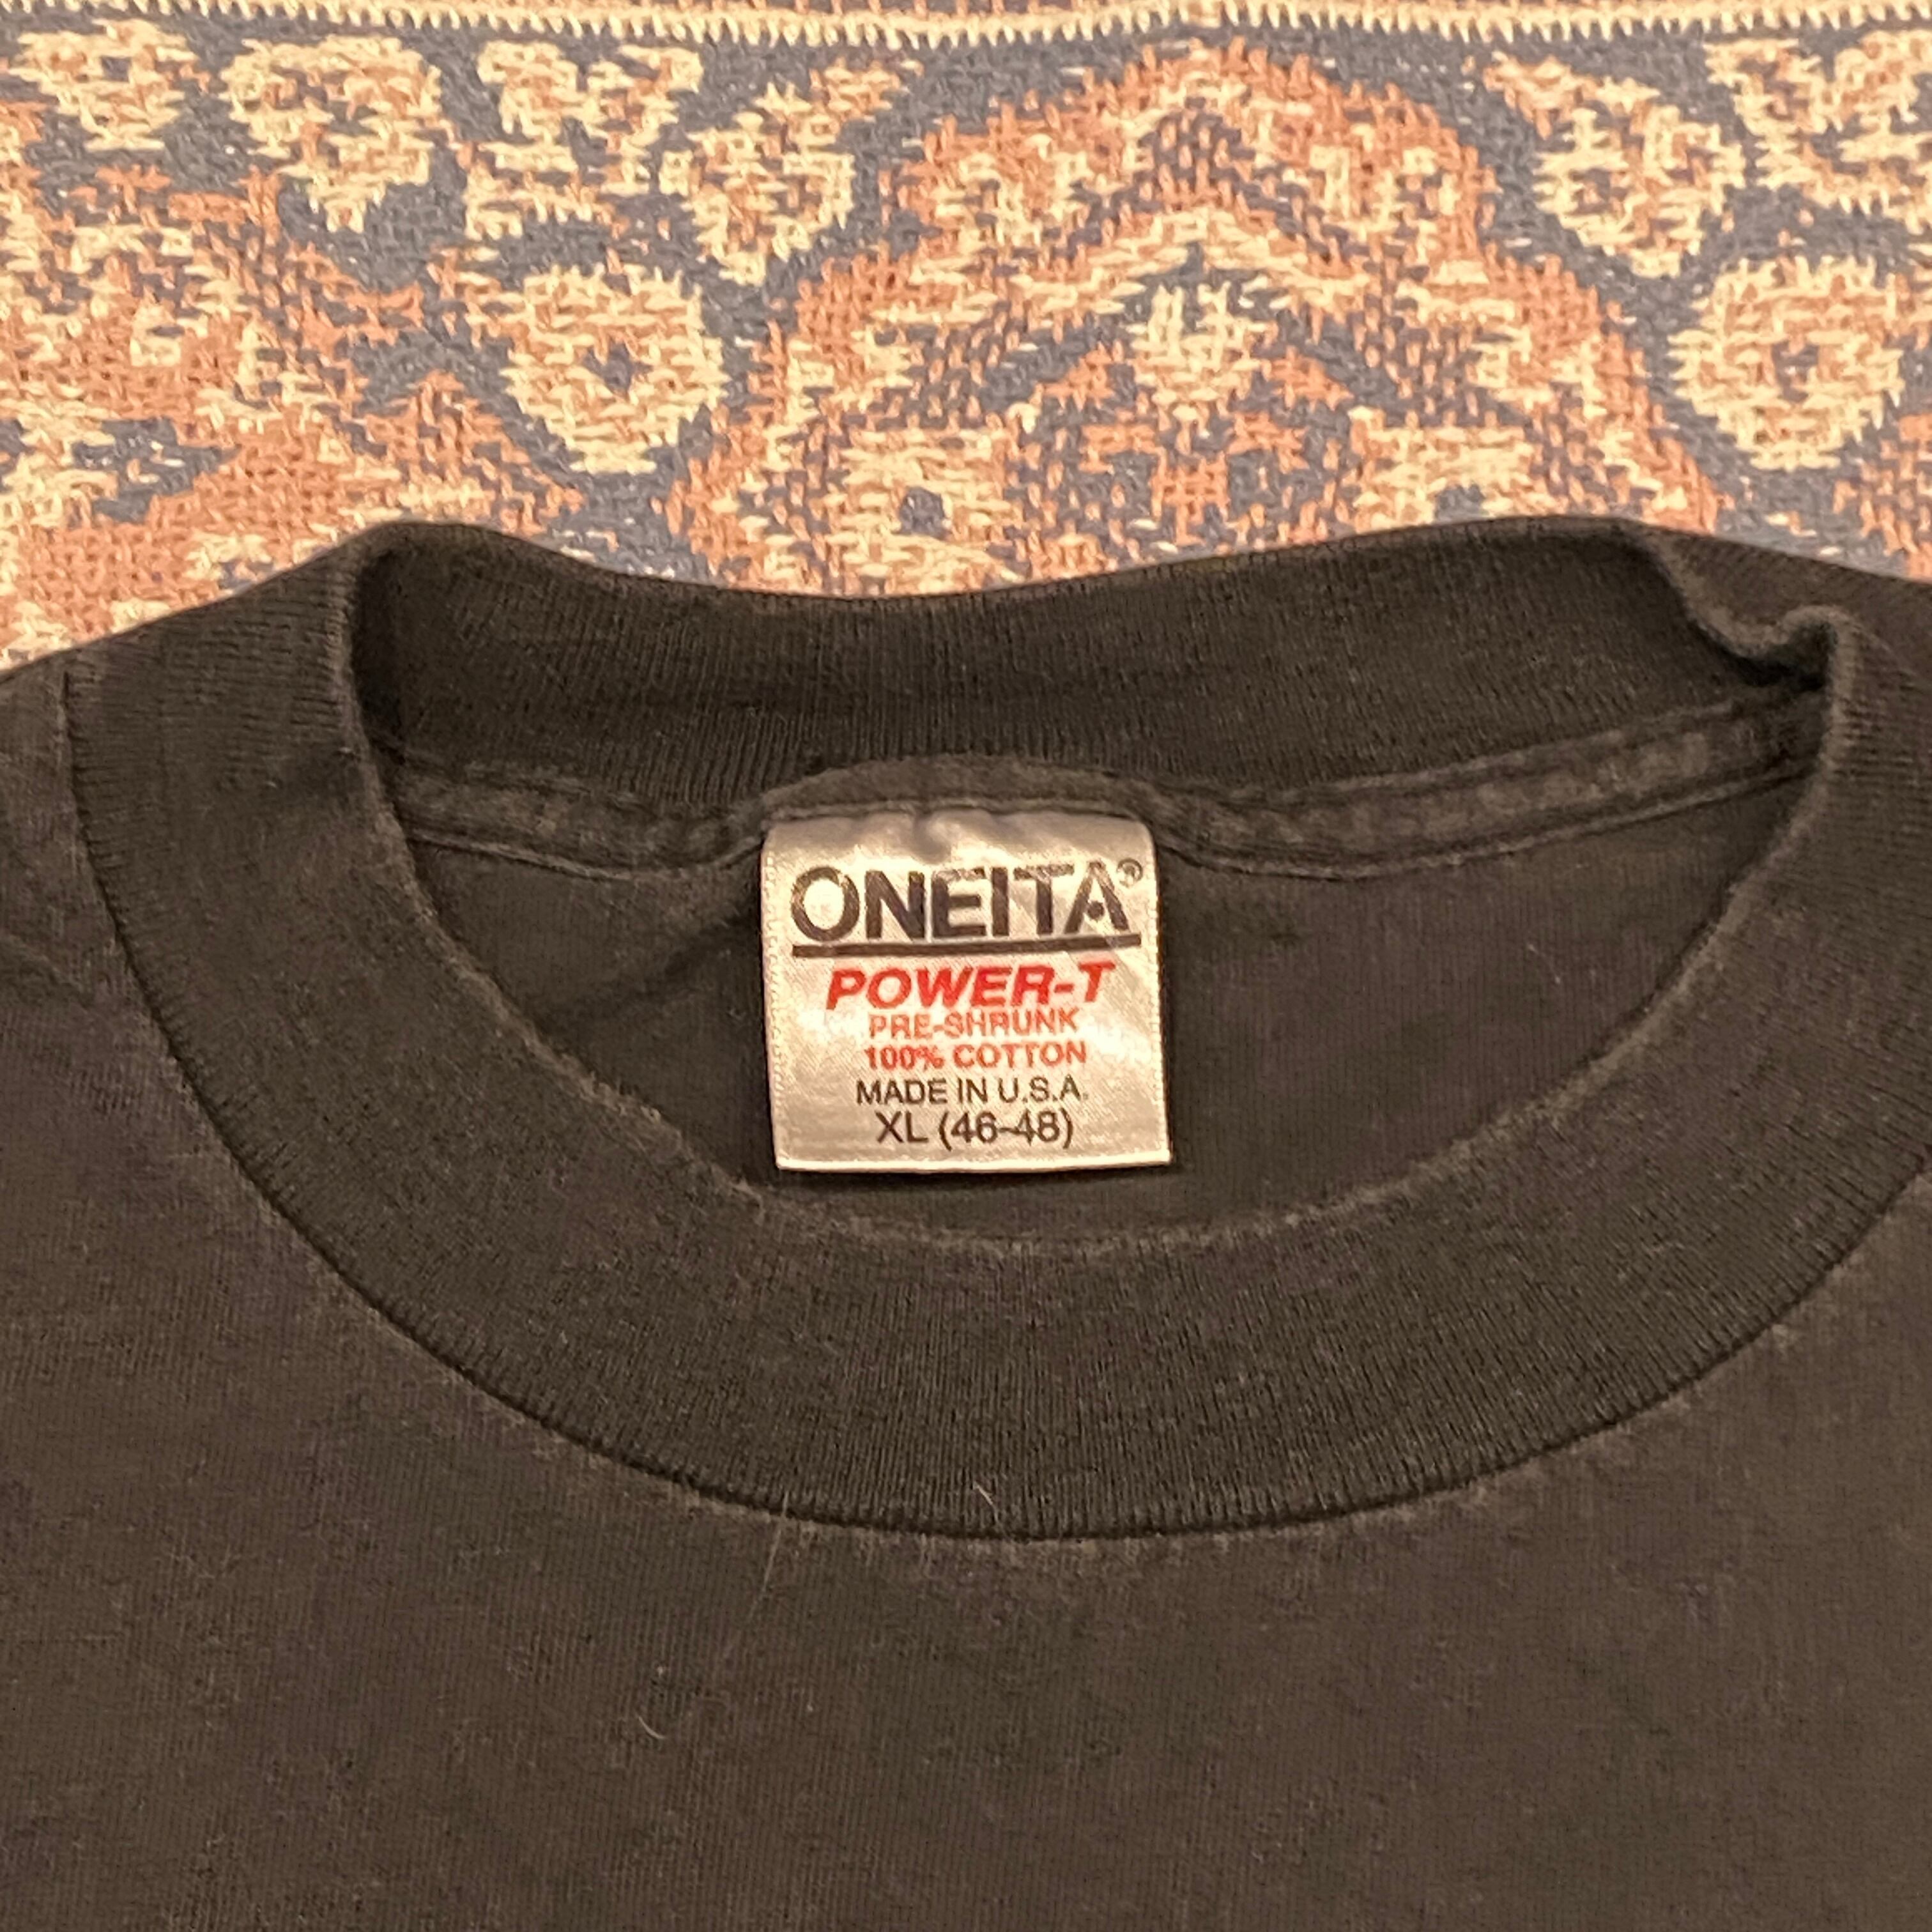 ONEITA®
POWER-T
PRE-SHRUNK
100% COTTON
MADE IN U.S.A.
XL (46-48)